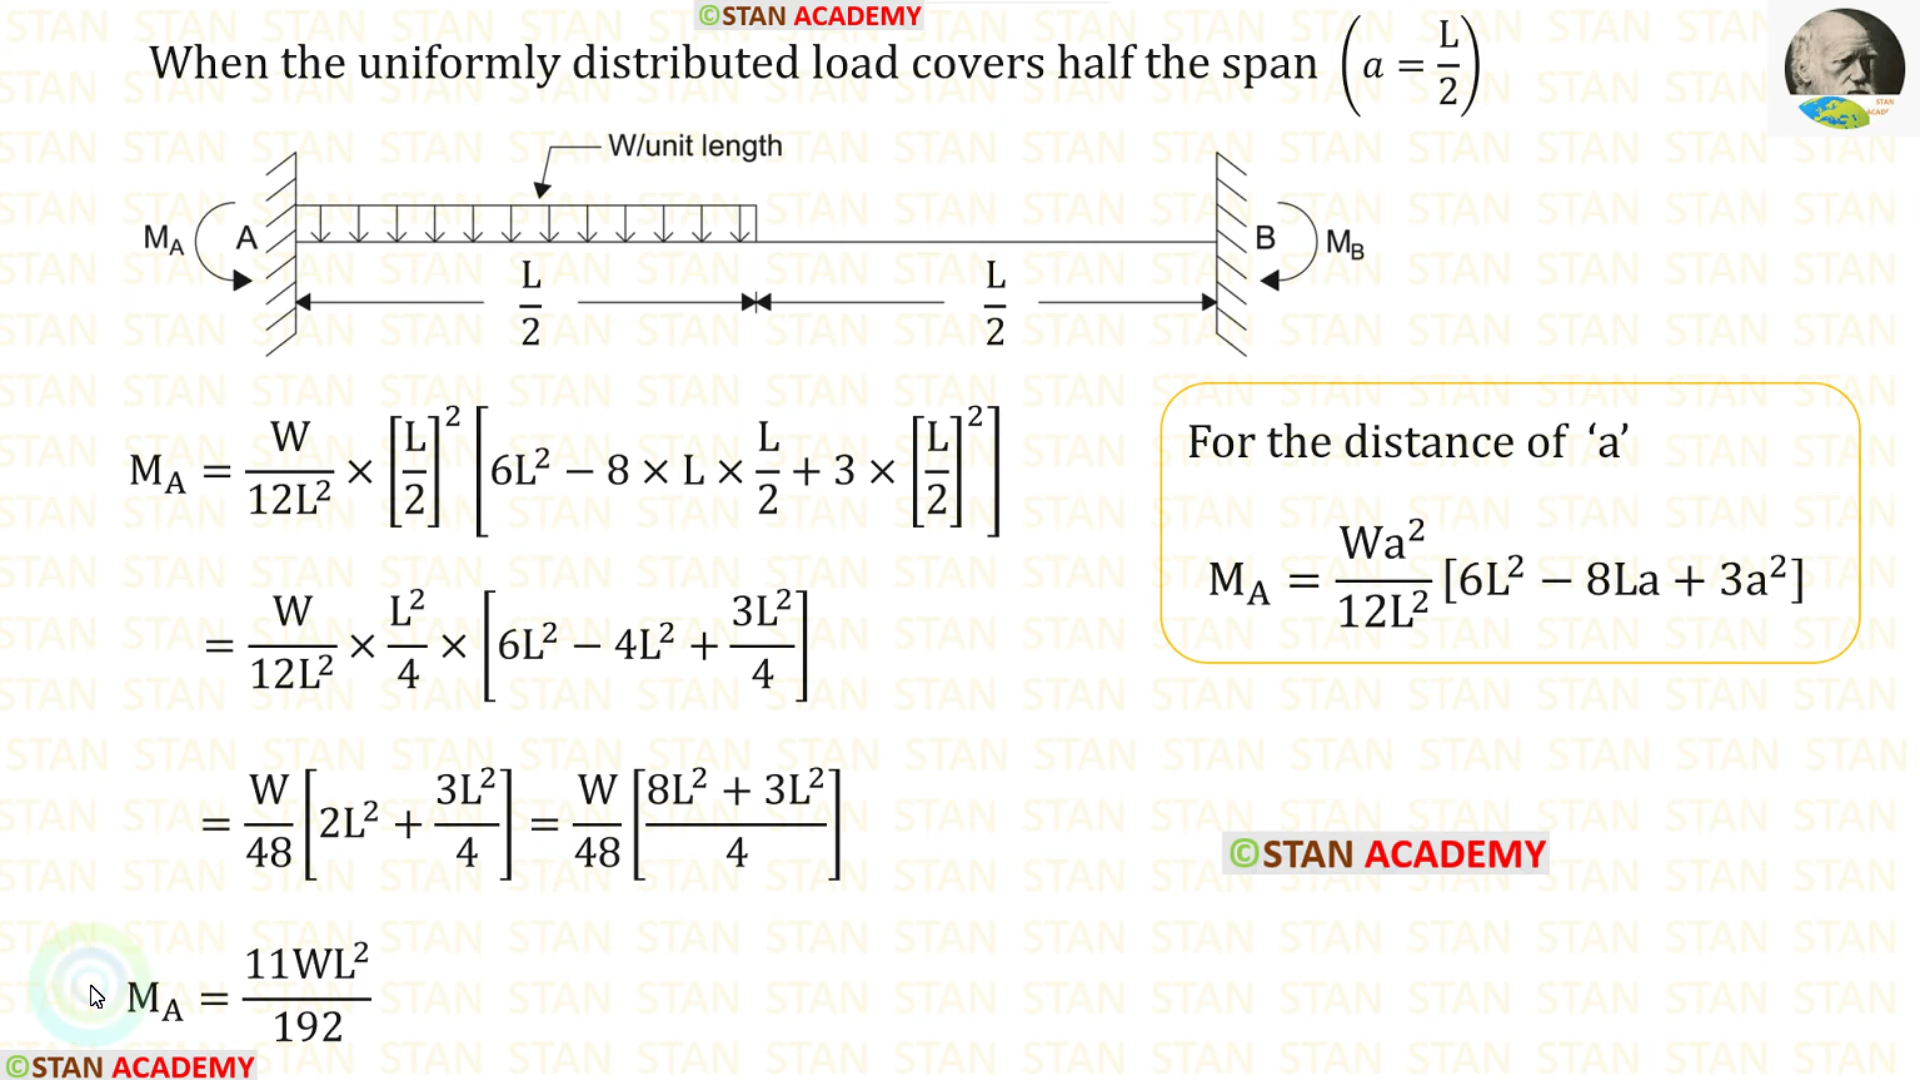 ©STAN ACADEMY
When the uniformly distributed load covers half the span (a = L/2)
STAN
ACADF
W/unit length
M_A A B M_B
L/2 L/2
M_A = W/12L² × [L/2]² [6L² − 8 × L × L/2 + 3 × [L/2]²]
= W/12L² × L²/4 × [6L² − 4L² + 3L²/4]
= W/48 [2L² + 3L²/4] = W/48 [8L² + 3L²/4]
M_A = 11WL²/192
For the distance of ‘a’
M_A = Wa²/12L² [6L² − 8La + 3a²]
©STAN ACADEMY
©STAN ACADEMY